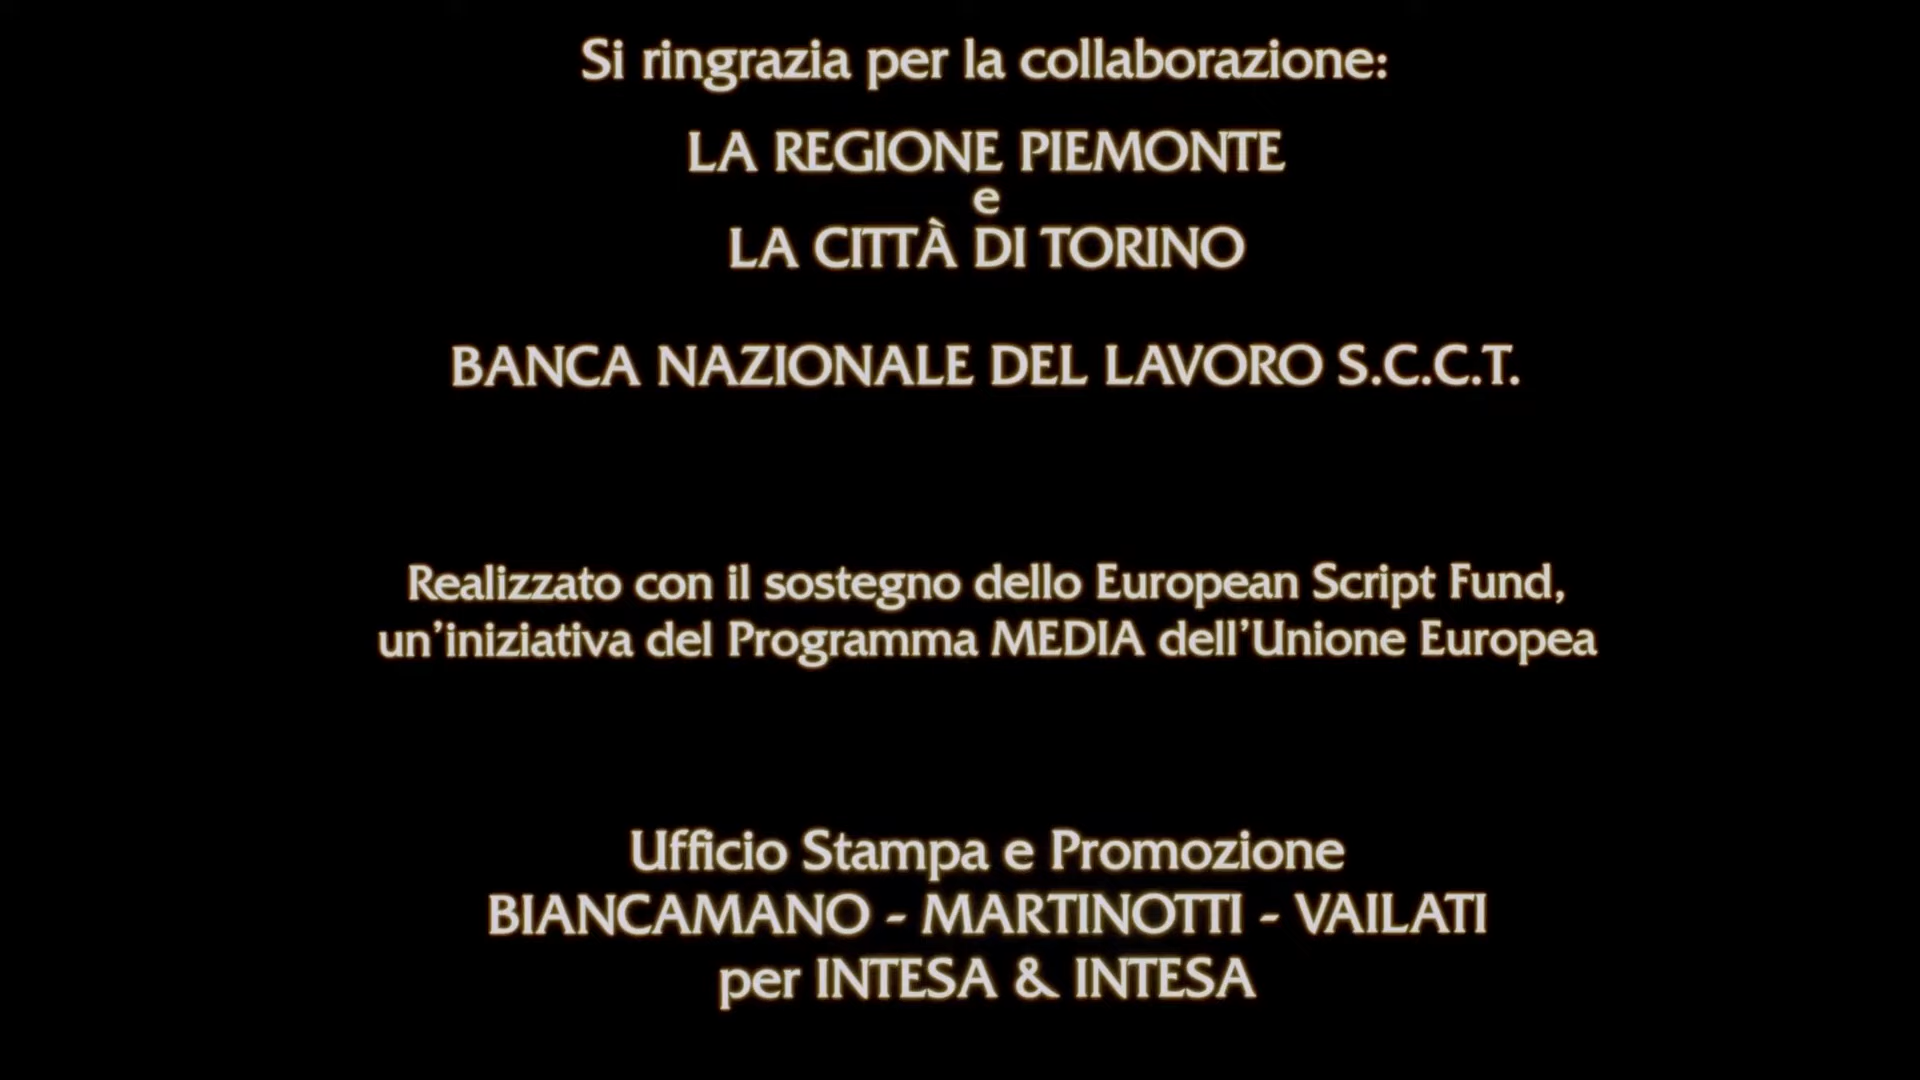 Si ringrazia per la collaborazione:
LA REGIONE PIEMONTE
e
LA CITTÀ DI TORINO
BANCA NAZIONALE DEL LAVORO S.C.C.T.
Realizzato con il sostegno dello European Script Fund,
un'iniziativa del Programma MEDIA dell'Unione Europea
Ufficio Stampa e Promozione
BIANCAMANO - MARTINOTTI - VAILATI
per INTESA & INTESA